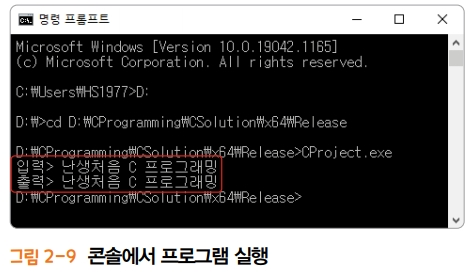 명령 프롬프트
Microsoft Windows [Version 10.0.19042.1165]
(c) Microsoft Corporation. All rights reserved.
C:₩Users₩HS1977>D:
D:₩>cd D:₩CProgramming₩CSolution₩x64₩Release
D:₩CProgramming₩CSolution₩x64₩Release>CProject.exe
입력> 난생처음 C 프로그래밍
출력> 난생처음 C 프로그래밍
D:₩CProgramming₩CSolution₩x64₩Release>
그림 2-9 콘솔에서 프로그램 실행